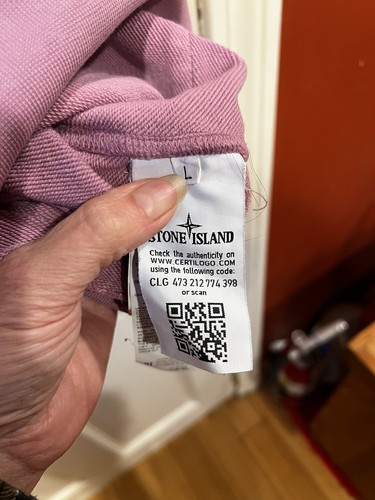 L
STONE ISLAND
Check the authenticity on
WWW.CERTILOGO.COM
using the following code:
CLG 473 212 774 398
or scan